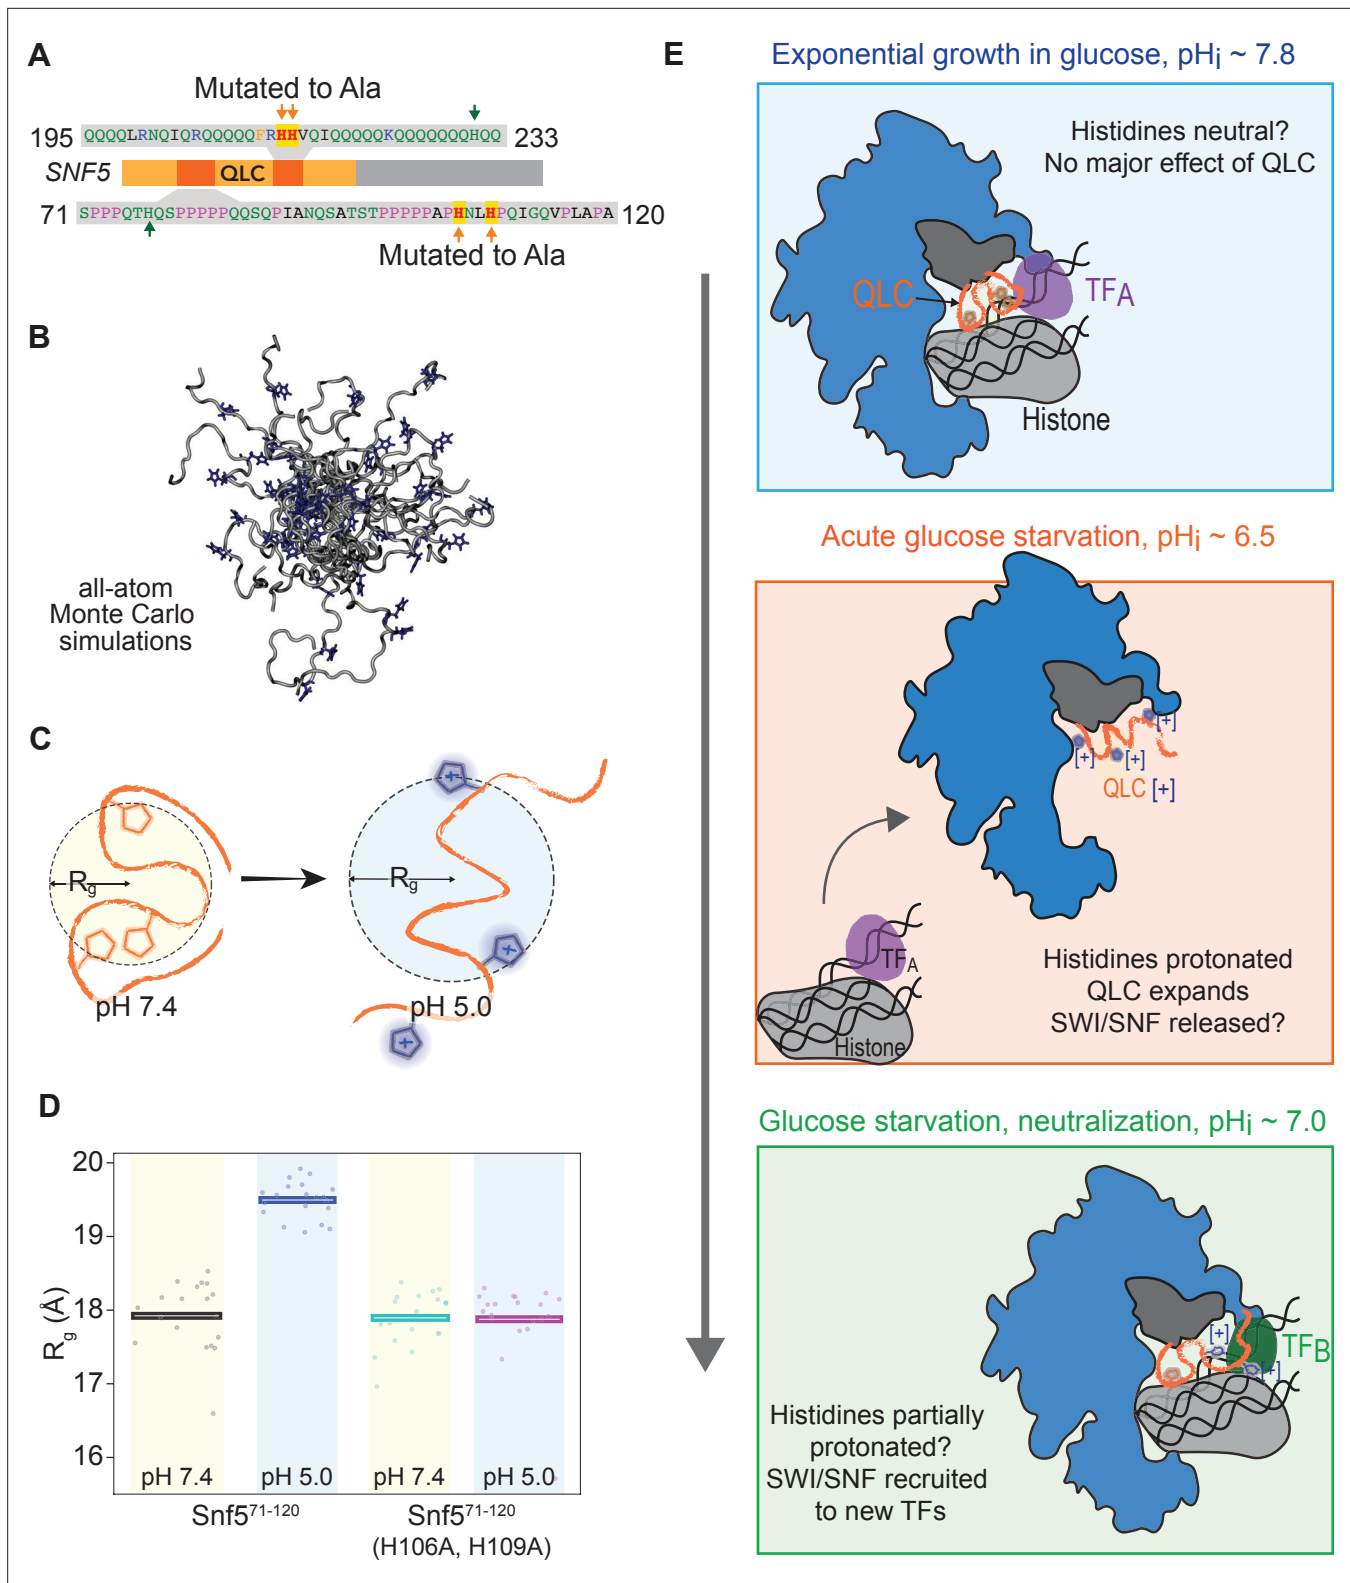 A
Mutated to Ala
195 QQQQLRNQIQRQQQQQFRHHVQIQQQQQKQQQQQQQHQQ 233
SNF5 QLC
71 SPPPQTHQSPPPPPQQSQPIANQSATSTPPPPPAPHNLHPQIGQVPLAPA 120
Mutated to Ala
B
all-atom
Monte Carlo
simulations
C
Rg
pH 7.4
Rg
pH 5.0
D
Rg (Å)
20
19
18
17
16
pH 7.4
pH 5.0
pH 7.4
pH 5.0
Snf5⁷¹⁻¹²⁰
Snf5⁷¹⁻¹²⁰
(H106A, H109A)
E
Exponential growth in glucose, pHi ~ 7.8
Histidines neutral?
No major effect of QLC
QLC
TFA
Histone
Acute glucose starvation, pHi ~ 6.5
[+]
[+]
[+]
QLC [+]
TFA
Histone
Histidines protonated
QLC expands
SWI/SNF released?
Glucose starvation, neutralization, pHi ~ 7.0
[+]
TFB
[+]
Histidines partially
protonated?
SWI/SNF recruited
to new TFs